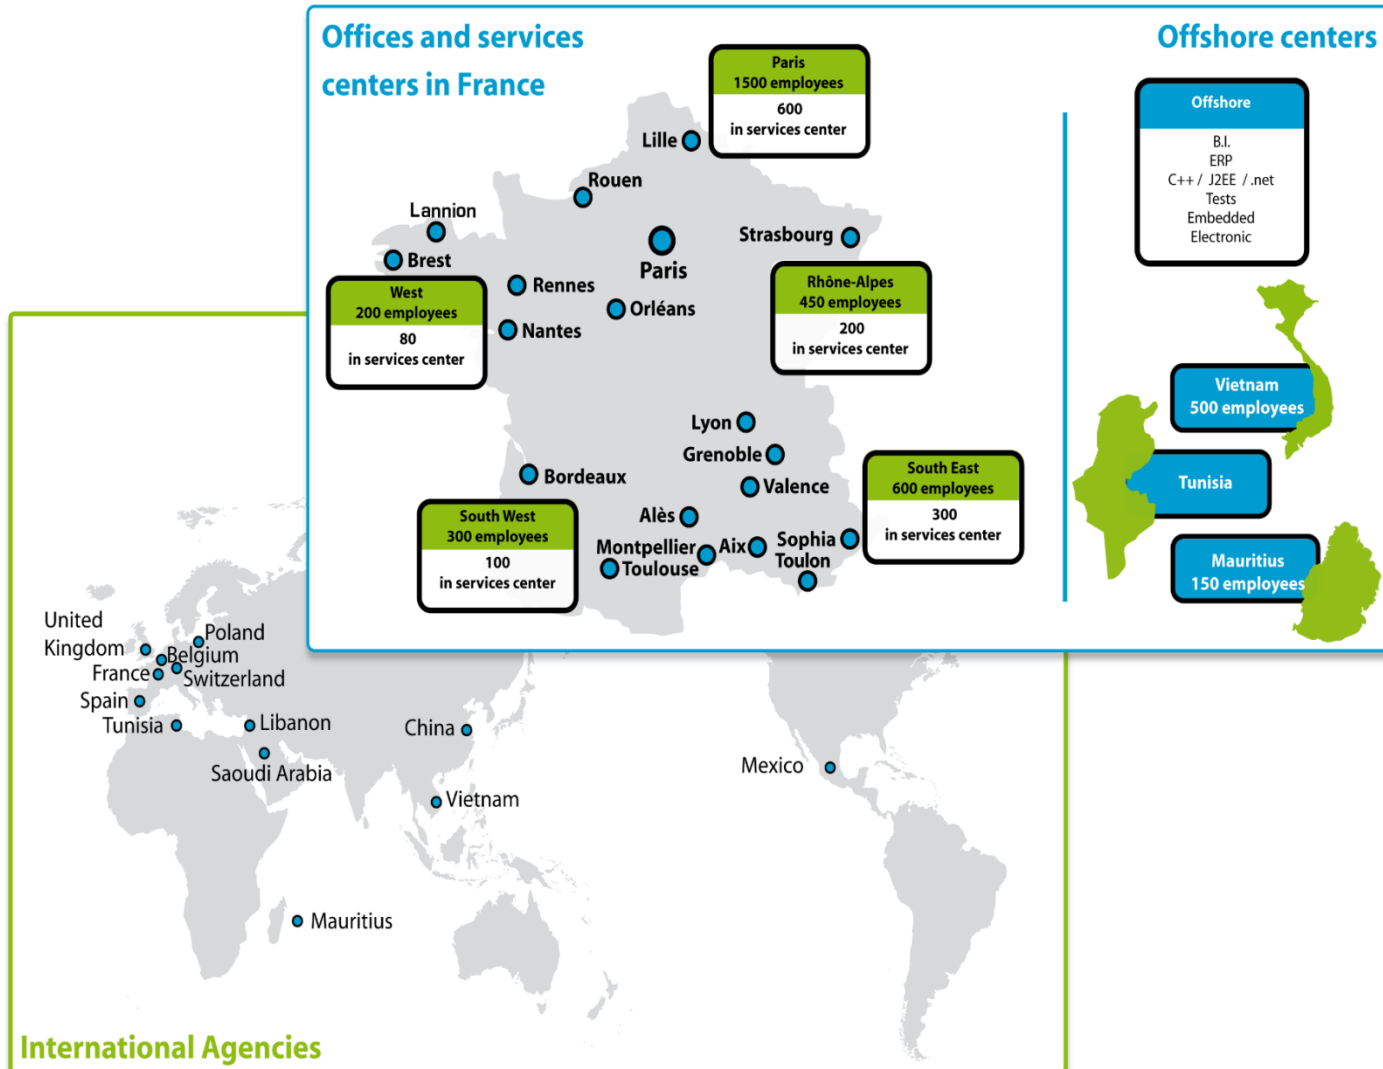 Offices and services
centers in France
Paris
1500 employees
600
in services center
Lille
Rouen
Lannion
Brest
Strasbourg
Paris
Rennes
Orléans
Nantes
West
200 employees
80
in services center
Rhône-Alpes
450 employees
200
in services center
Lyon
Grenoble
Valence
Bordeaux
Alès
Montpellier
Toulouse
Aix
Sophia
Toulon
South West
300 employees
100
in services center
South East
600 employees
300
in services center
Offshore centers
Offshore
B.I.
ERP
C++ / J2EE / .net
Tests
Embedded
Electronic
Vietnam
500 employees
Tunisia
Mauritius
150 employees
United
Kingdom
Poland
Belgium
France
Switzerland
Spain
Tunisia
Libanon
Saoudi Arabia
China
Vietnam
Mexico
Mauritius
International Agencies